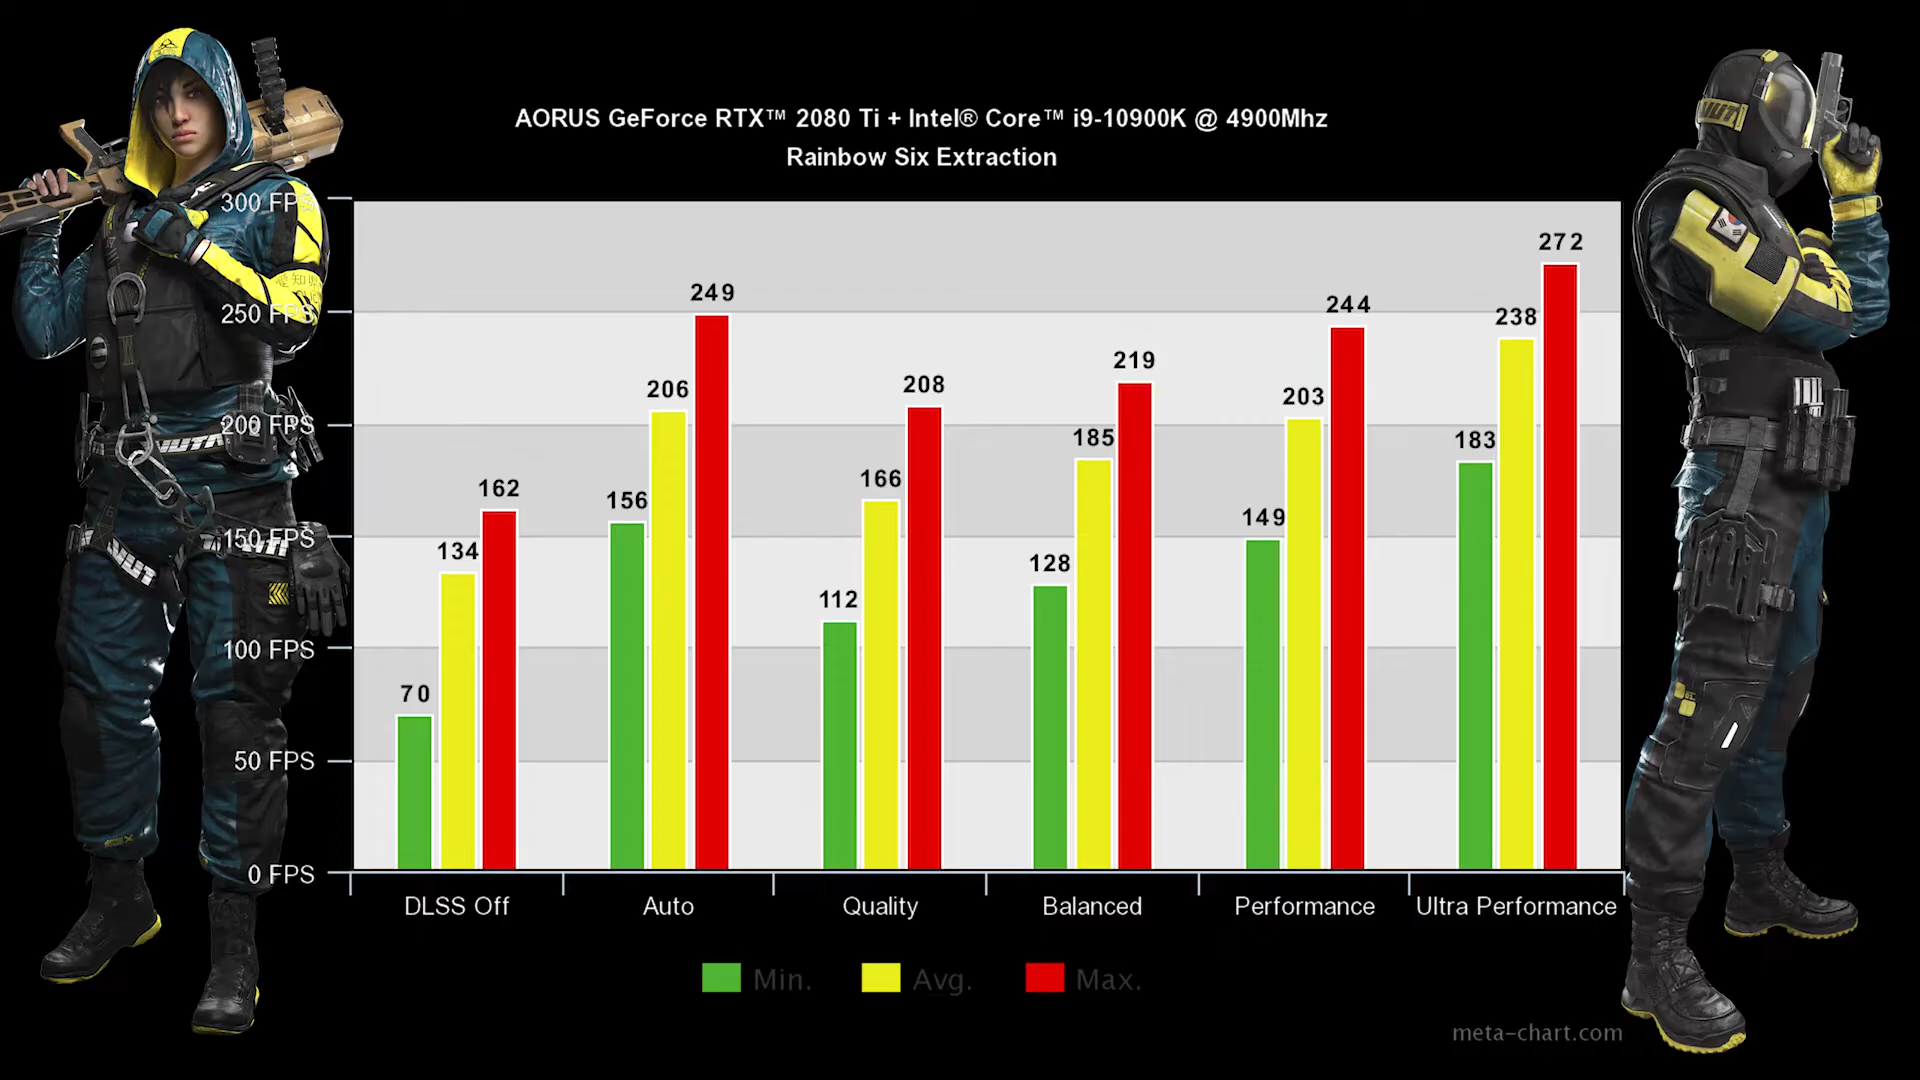 AORUS GeForce RTX™ 2080 Ti + Intel® Core™ i9-10900K @ 4900Mhz
Rainbow Six Extraction
300 FPS
250 FPS
200 FPS
150 FPS
100 FPS
50 FPS
0 FPS
70 134 162
156 206 249
112 166 208
128 185 219
149 203 244
183 238 272
DLSS Off Auto Quality Balanced Performance Ultra Performance
Min. Avg. Max.
meta-chart.com